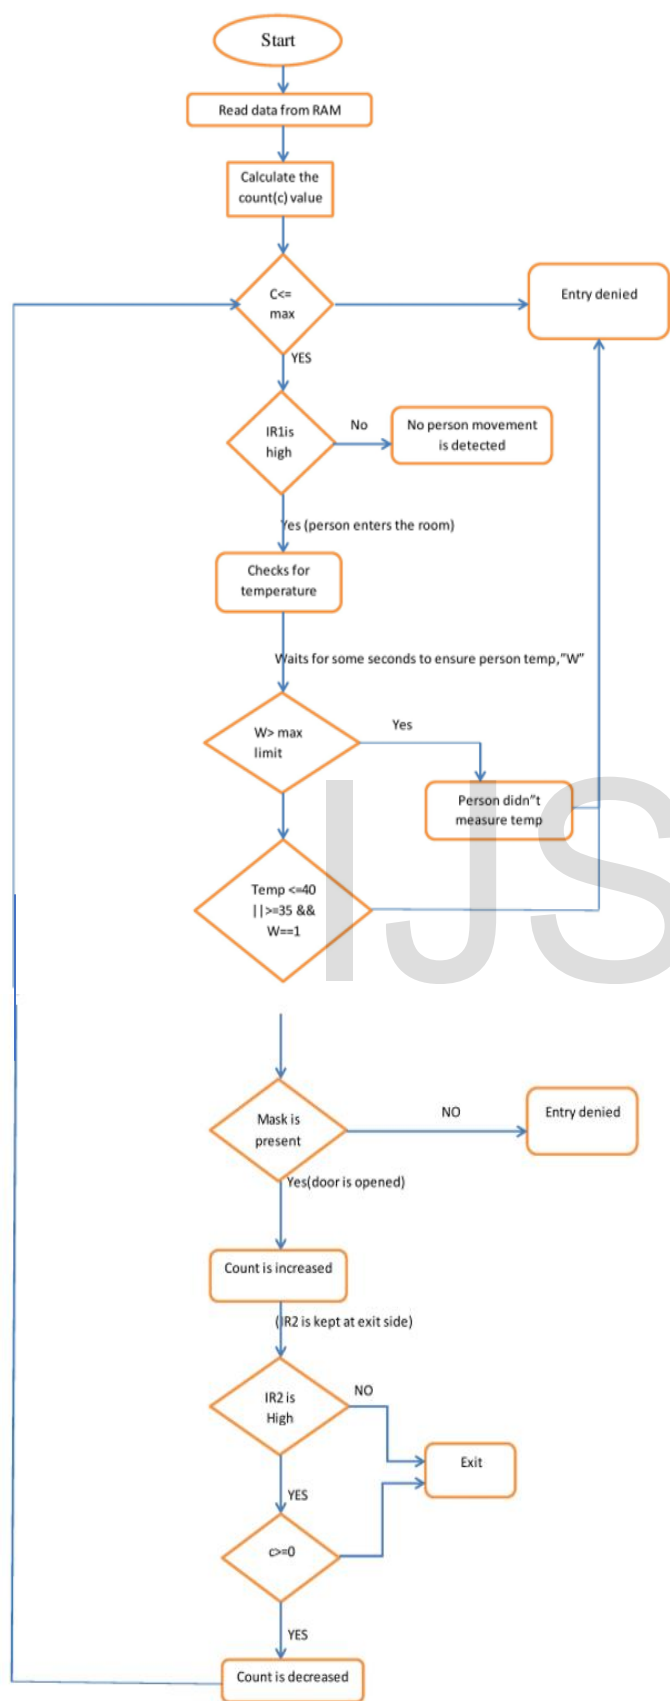 Start
Read data from RAM
Calculate the
count(c) value
C<=
max
Entry denied
YES
IR1is
high
No
No person movement
is detected
Yes (person enters the room)
Checks for
temperature
Waits for some seconds to ensure person temp,"W"
W> max
limit
Yes
Person didn"t
measure temp
Temp <=40
||>=35 &&
W==1
IJS
Mask is
present
NO
Entry denied
Yes(door is opened)
Count is increased
(IR2 is kept at exit side)
IR2 is
High
NO
Exit
YES
c>=0
YES
Count is decreased